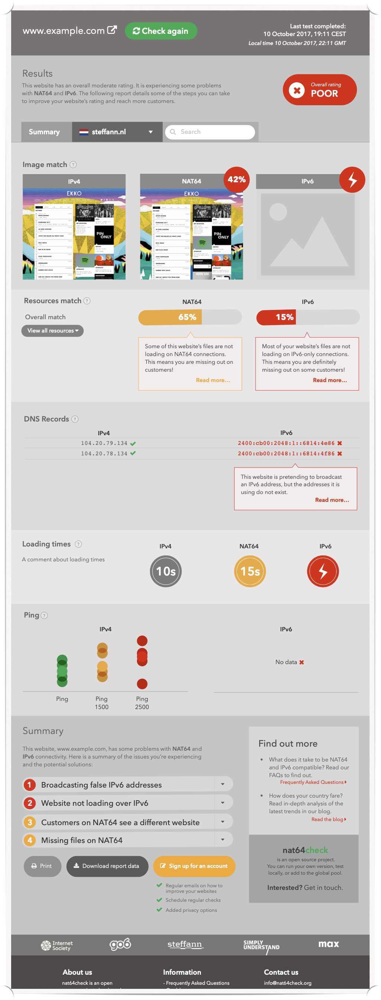 www.example.com
Check again
Last test completed:
10 October 2017, 19:11 CEST
Local time 10 October 2017, 22:11 GMT
Results
This website has an overall moderate rating. It is experiencing some problems
with NAT64 and IPv6. The following report details some of the steps you can take
to improve your website's rating and reach more customers.
Overall rating
POOR
Summary
steffann.nl
Search
Image match ?
IPv4
NAT64
42%
IPv6
EKKO
EKKO
PIN
ONLY
PIN
ONLY
JOIN US!
Resources match ?
NAT64
IPv6
Overall match
65%
15%
View all resources
Some of this website's files are not
loading on NAT64 connections.
This means you are missing out on
customers!
Read more...
Most of your website's files are not
loading on IPv6-only connections.
This means you are definitely
missing out on some customers!
Read more...
DNS Records ?
IPv4
IPv6
104.20.79.134
2400:cb00:2048:1::6814:4e86
104.20.78.134
2400:cb00:2048:1::6814:4f86
This website is pretending to broadcast
an IPv6 address, but the addresses it is
using do not exist.
Read more...
Loading times ?
IPv4
NAT64
IPv6
A comment about loading times
10s
15s
Ping ?
IPv4
IPv6
No data
Ping
Ping
1500
Ping
2500
Summary
This website, www.example.com, has some problems with NAT64 and
IPv6 connectivity. Here is a summary of the issues you're experiencing
and the potential solutions:
1 Broadcasting false IPv6 addresses
2 Website not loading over IPv6
3 Customers on NAT64 see a different website
4 Missing files on NAT64
Print
Download report data
Sign up for an account
Regular emails on how to
improve your websites
Schedule regular checks
Added privacy options
Find out more
• What does it take to be NAT64
and IPv6 compatible? Read our
FAQs to find out.
Frequently Asked Questions
• How does your country fare?
Read in-depth analysis of the
latest trends in our blog.
Read the blog
nat64check
is an open source project.
You can run your own version, test
locally, or add to the global pool.
Interested? Get in touch.
Internet
Society
go6
steffann
SIMPLY
UNDERSTAND
max
About us
nat64check is an open
Information
- Frequently Asked Questions
Contact us
info@nat64check.org